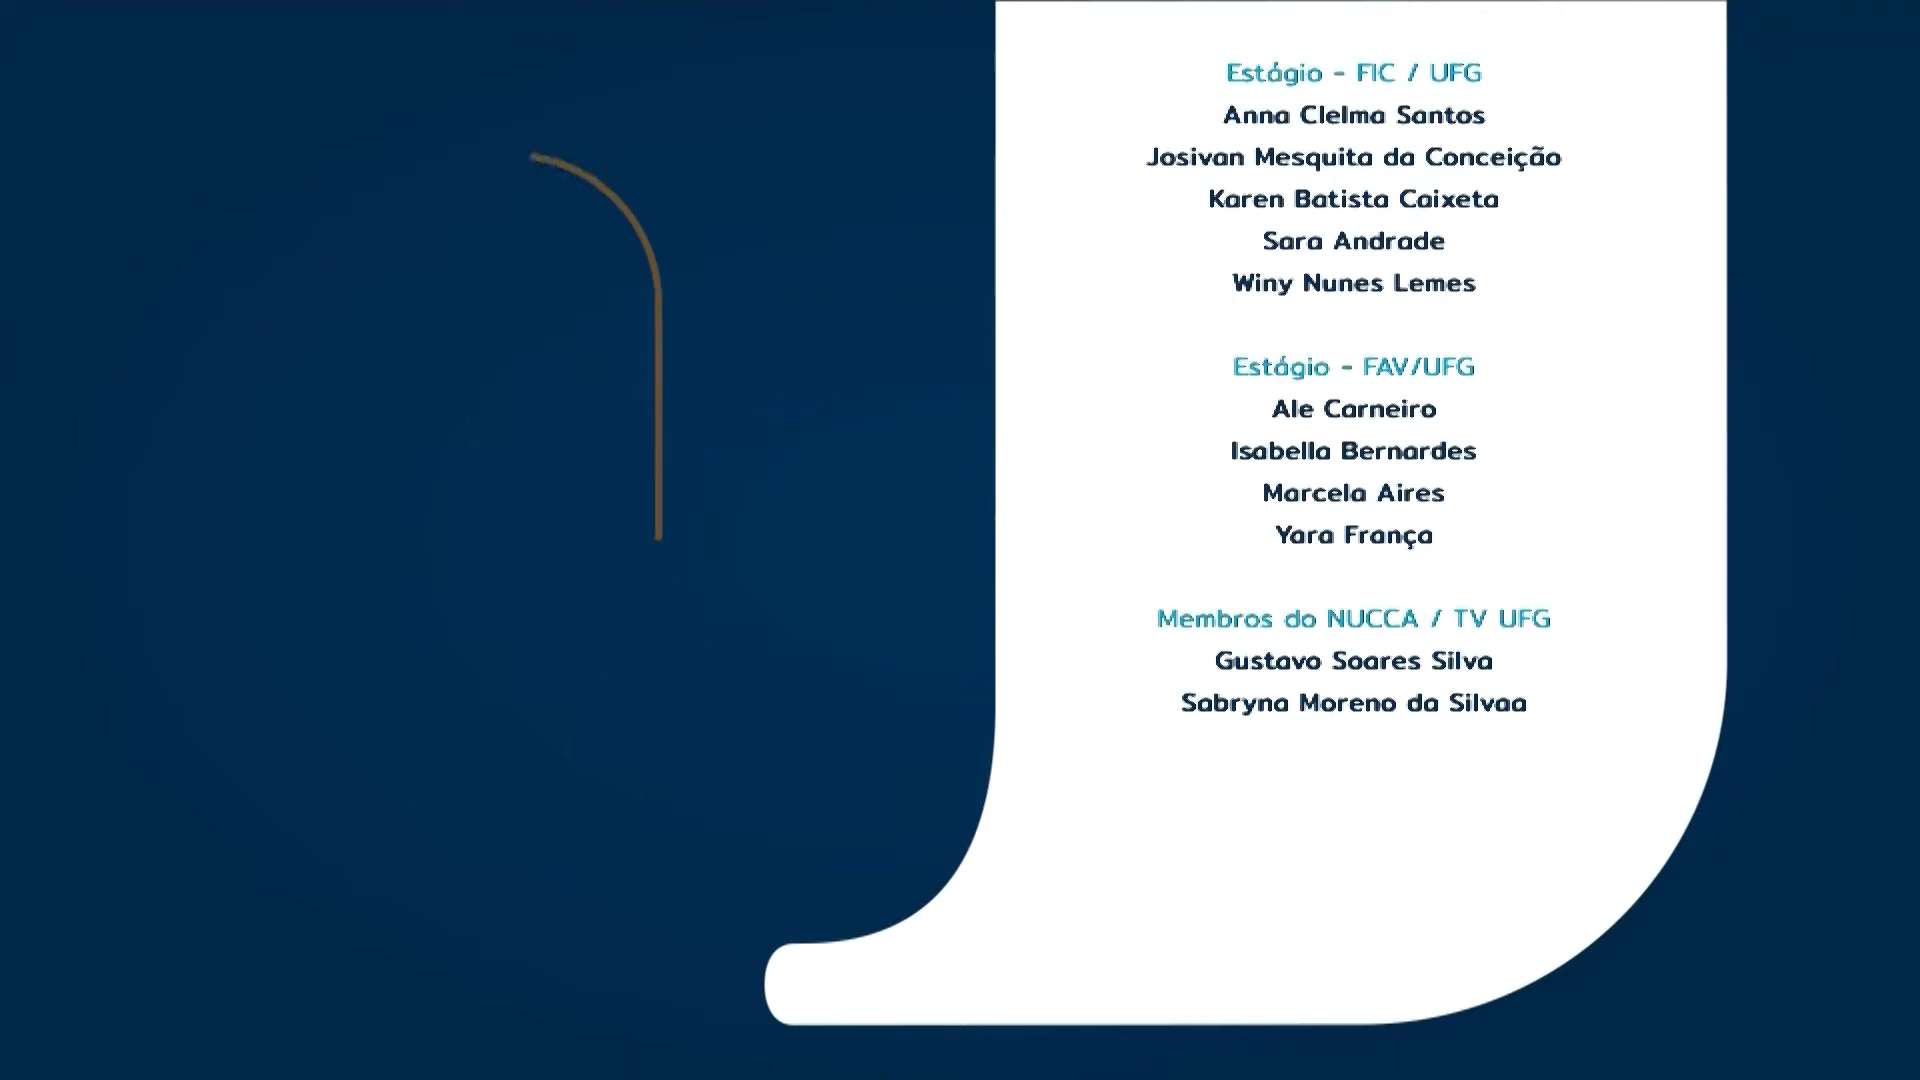 Estágio - FIC / UFG
Anna Clelma Santos
Josivan Mesquita da Conceição
Karen Batista Caixeta
Sara Andrade
Winy Nunes Lemes
Estágio - FAV/UFG
Ale Carneiro
Isabella Bernardes
Marcela Aires
Yara França
Membros do NUCCA / TV UFG
Gustavo Soares Silva
Sabryna Moreno da Silvaa